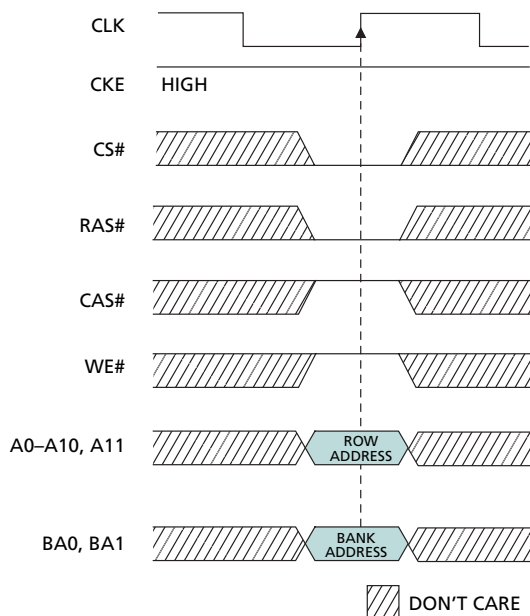 CLK
CKE HIGH
CS#
RAS#
CAS#
WE#
A0–A10, A11
ROW
ADDRESS
BA0, BA1
BANK
ADDRESS
DON'T CARE